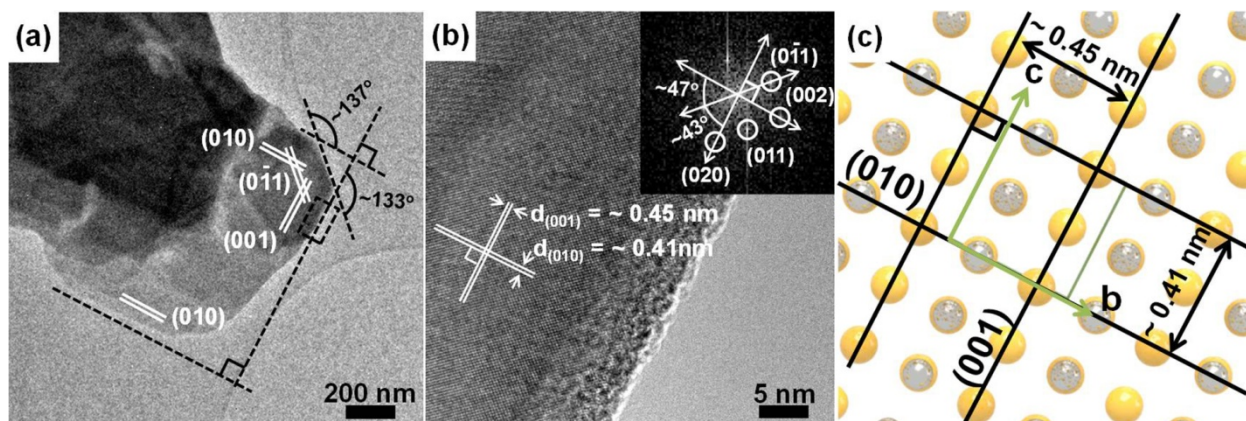 (a)
~137°
(010)
(01̄1)
~133°
(001)
(010)
200 nm
(b)
(01̄1)
~47°
(002)
~43°
(011)
(020)
d(001) = ~ 0.45 nm
d(010) = ~ 0.41nm
5 nm
(c)
~ 0.45 nm
c
(010)
b
~ 0.41 nm
(001)